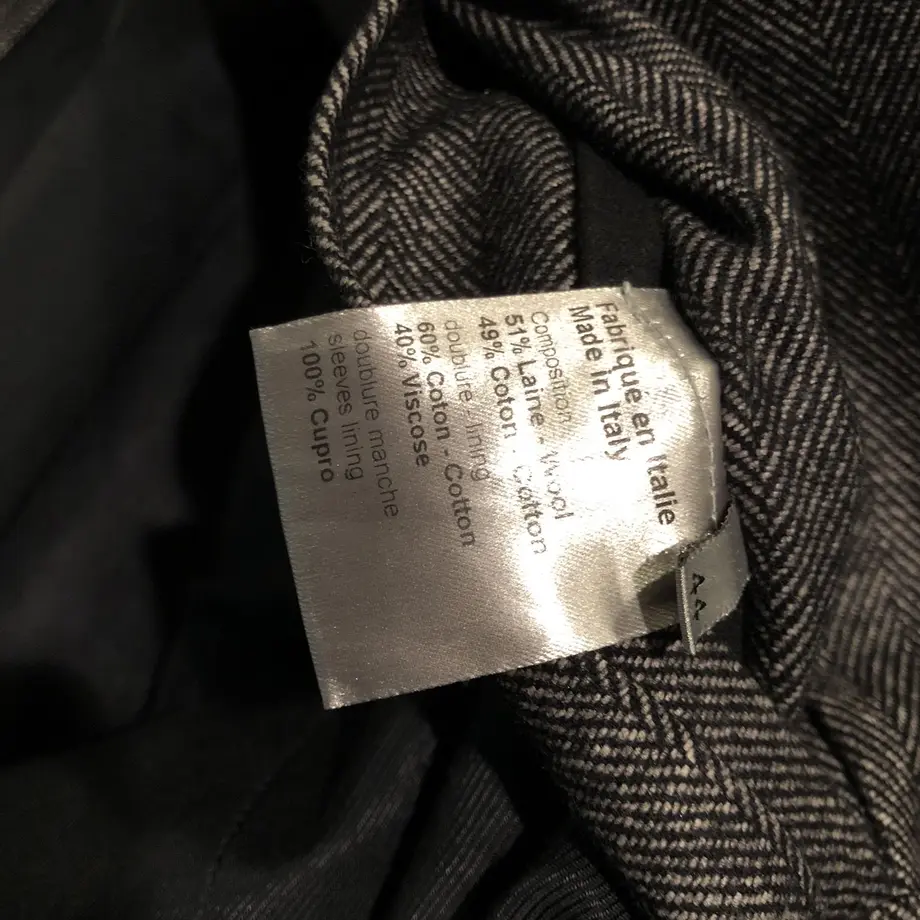 Fabriqué en Italie
Made in Italy
Composition
51% Laine - Wool
49% Coton - Cotton
doublure - lining
60% Coton - Cotton
40% Viscose
doublure manche
sleeves lining
100% Cupro
44